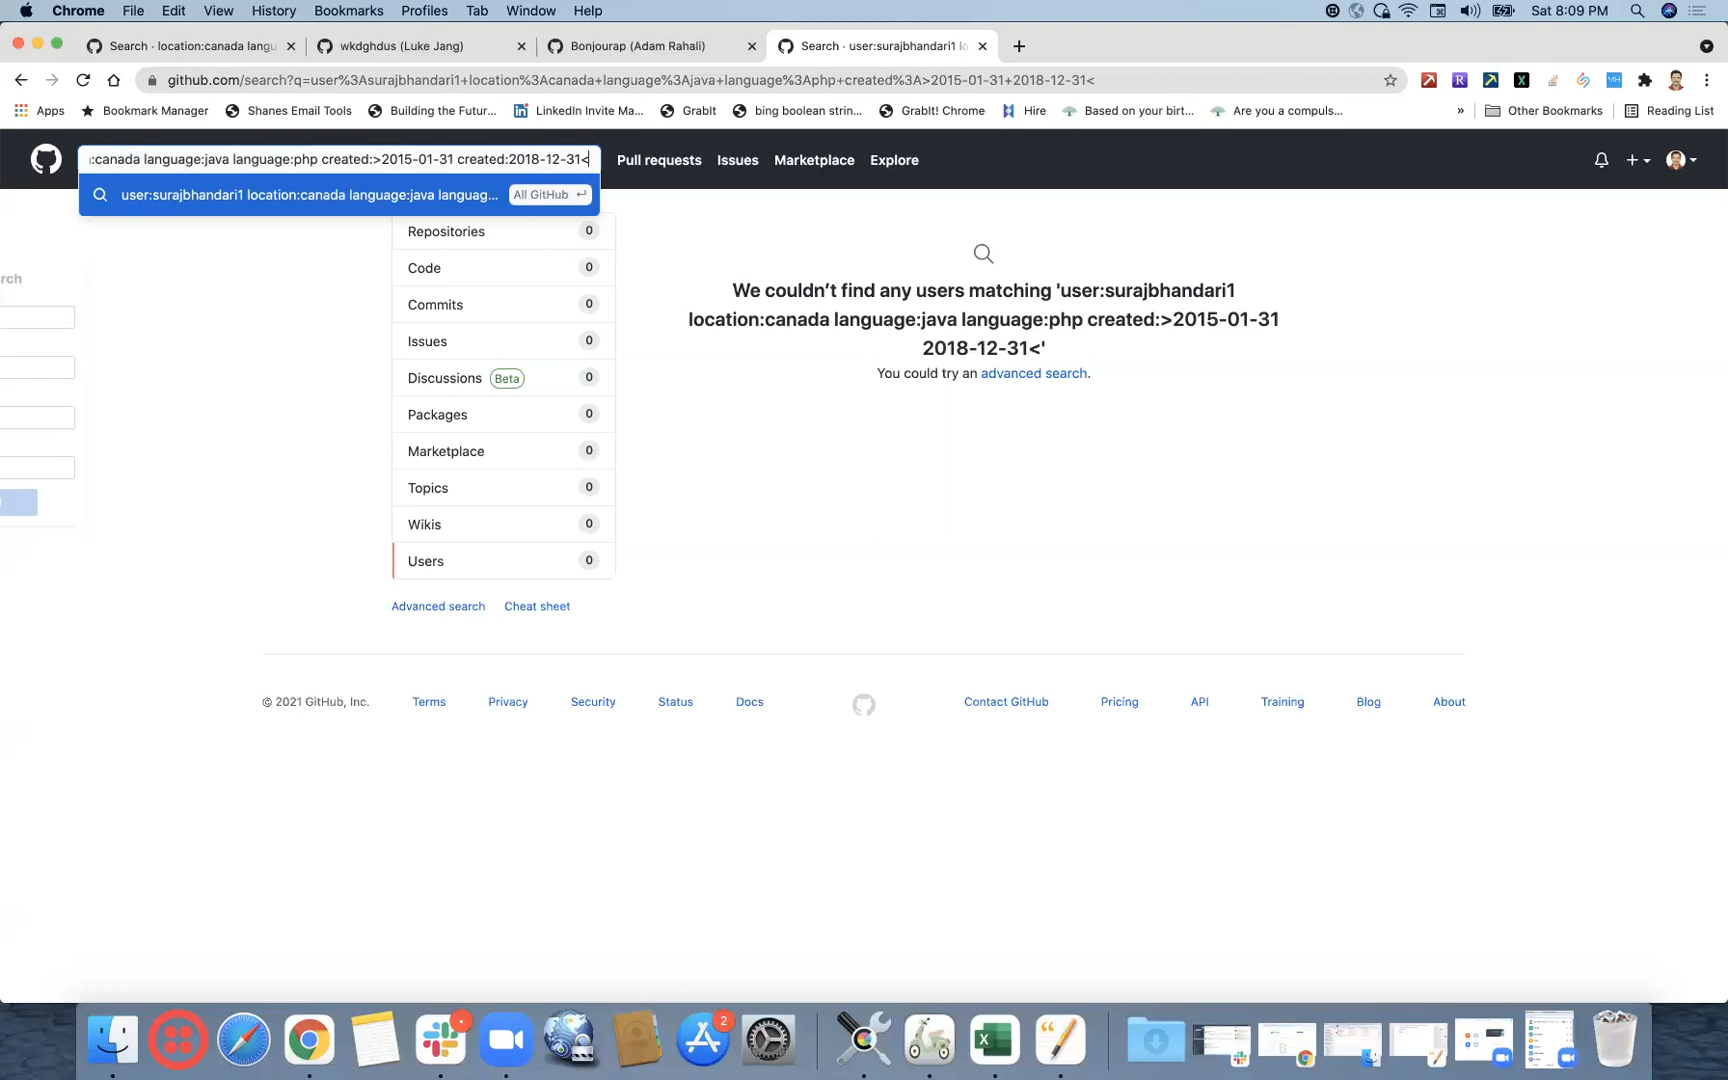 Chrome File Edit View History Bookmarks Profiles Tab Window Help Sat 8:09 PM
Search · location:canada langu wkdghdus (Luke Jang) Bonjourap (Adam Rahali) Search · user:surajbhandari1 lo
github.com/search?q=user%3Asurajbhandari1+location%3Acanada+language%3Ajava+language%3Aphp+created%3A>2015-01-31+2018-12-31<
Apps Bookmark Manager Shanes Email Tools Building the Futur... LinkedIn Invite Ma... GrabIt bing boolean strin... GrabIt! Chrome Hire Based on your birt... Are you a compuls... » Other Bookmarks Reading List
:canada language:java language:php created:>2015-01-31 created:2018-12-31<
Pull requests Issues Marketplace Explore
user:surajbhandari1 location:canada language:java languag... All GitHub
Repositories 0
Code 0
Commits 0
Issues 0
Discussions Beta 0
Packages 0
Marketplace 0
Topics 0
Wikis 0
Users 0
Advanced search Cheat sheet
rch
We couldn't find any users matching 'user:surajbhandari1
location:canada language:java language:php created:>2015-01-31
2018-12-31<'
You could try an advanced search.
© 2021 GitHub, Inc. Terms Privacy Security Status Docs Contact GitHub Pricing API Training Blog About
2